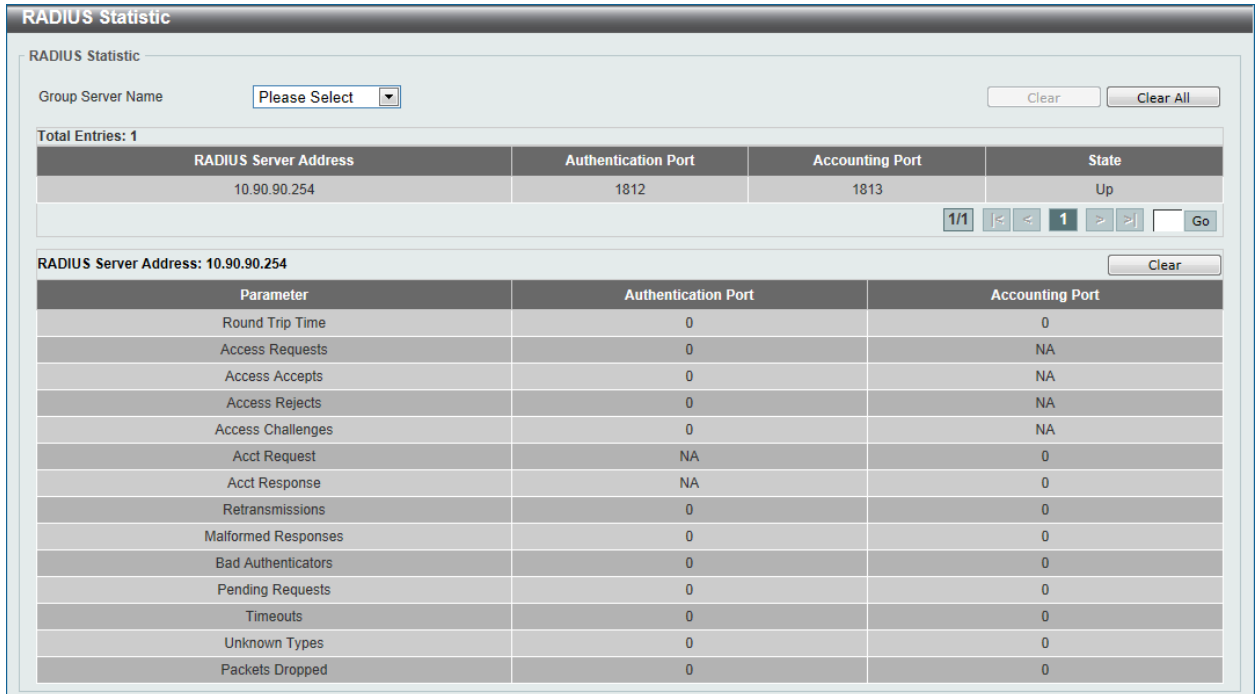 RADIUS Statistic
RADIUS Statistic
Group Server Name Please Select Clear Clear All
Total Entries: 1
RADIUS Server Address Authentication Port Accounting Port State
10.90.90.254 1812 1813 Up
1/1 |< < 1 > >| Go
RADIUS Server Address: 10.90.90.254 Clear
Parameter Authentication Port Accounting Port
Round Trip Time 0 0
Access Requests 0 NA
Access Accepts 0 NA
Access Rejects 0 NA
Access Challenges 0 NA
Acct Request NA 0
Acct Response NA 0
Retransmissions 0 0
Malformed Responses 0 0
Bad Authenticators 0 0
Pending Requests 0 0
Timeouts 0 0
Unknown Types 0 0
Packets Dropped 0 0